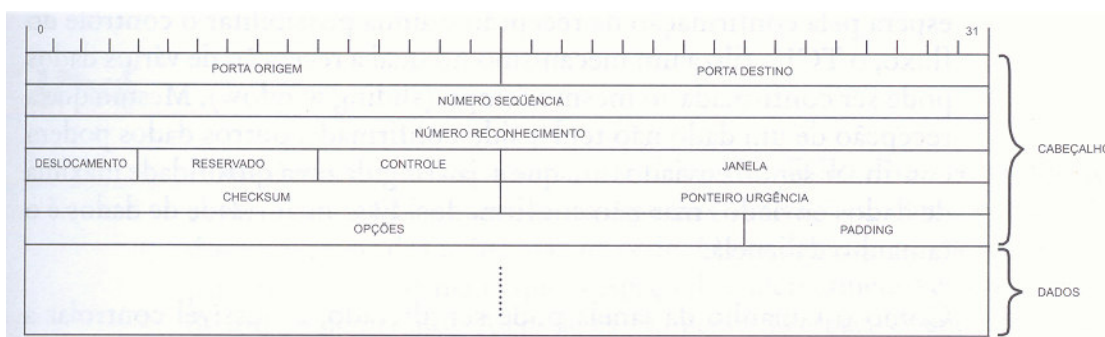 0 31
PORTA ORIGEM PORTA DESTINO
NÚMERO SEQÜÊNCIA
NÚMERO RECONHECIMENTO
DESLOCAMENTO RESERVADO CONTROLE JANELA
CHECKSUM PONTEIRO URGÊNCIA
OPÇÕES PADDING
CABEÇALHO
DADOS